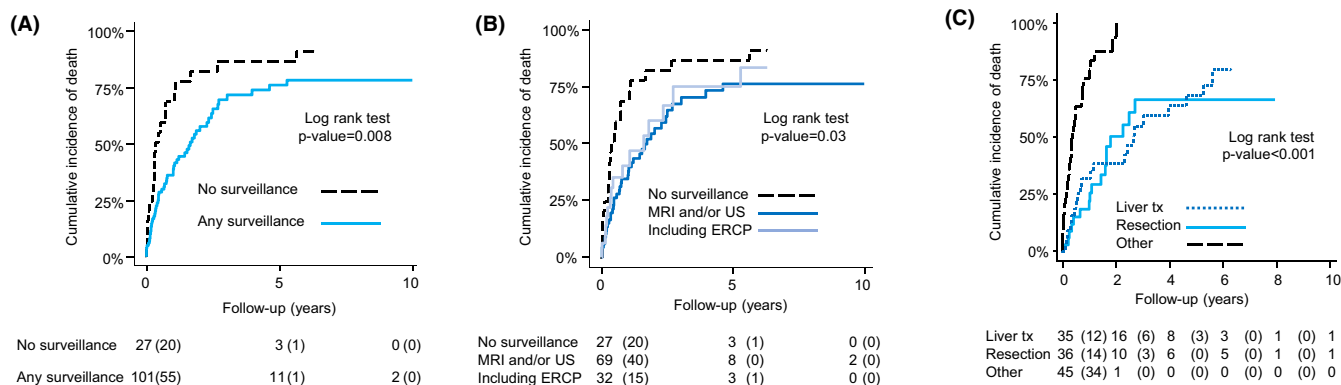 (A)
Cumulative incidence of death
100%
75%
50%
25%
0%
Log rank test
p-value=0.008
No surveillance
Any surveillance
0 5 10
Follow-up (years)
No surveillance 27 (20) 3 (1) 0 (0)
Any surveillance 101(55) 11(1) 2 (0)
(B)
Cumulative incidence of death
100%
75%
50%
25%
0%
Log rank test
p-value=0.03
No surveillance
MRI and/or US
Including ERCP
0 5 10
Follow-up (years)
No surveillance 27 (20) 3 (1) 0 (0)
MRI and/or US 69 (40) 8 (0) 2 (0)
Including ERCP 32 (15) 3 (1) 0 (0)
(C)
Cumulative incidence of death
100%
75%
50%
25%
0%
Log rank test
p-value<0.001
Liver tx
Resection
Other
0 2 4 6 8 10
Follow-up (years)
Liver tx 35 (12) 16 (6) 8 (3) 3 (0) 1 (0) 1
Resection 36 (14) 10 (3) 6 (0) 5 (0) 1 (0) 1
Other 45 (34) 1 (0) 0 (0) 0 (0) 0 (0) 0